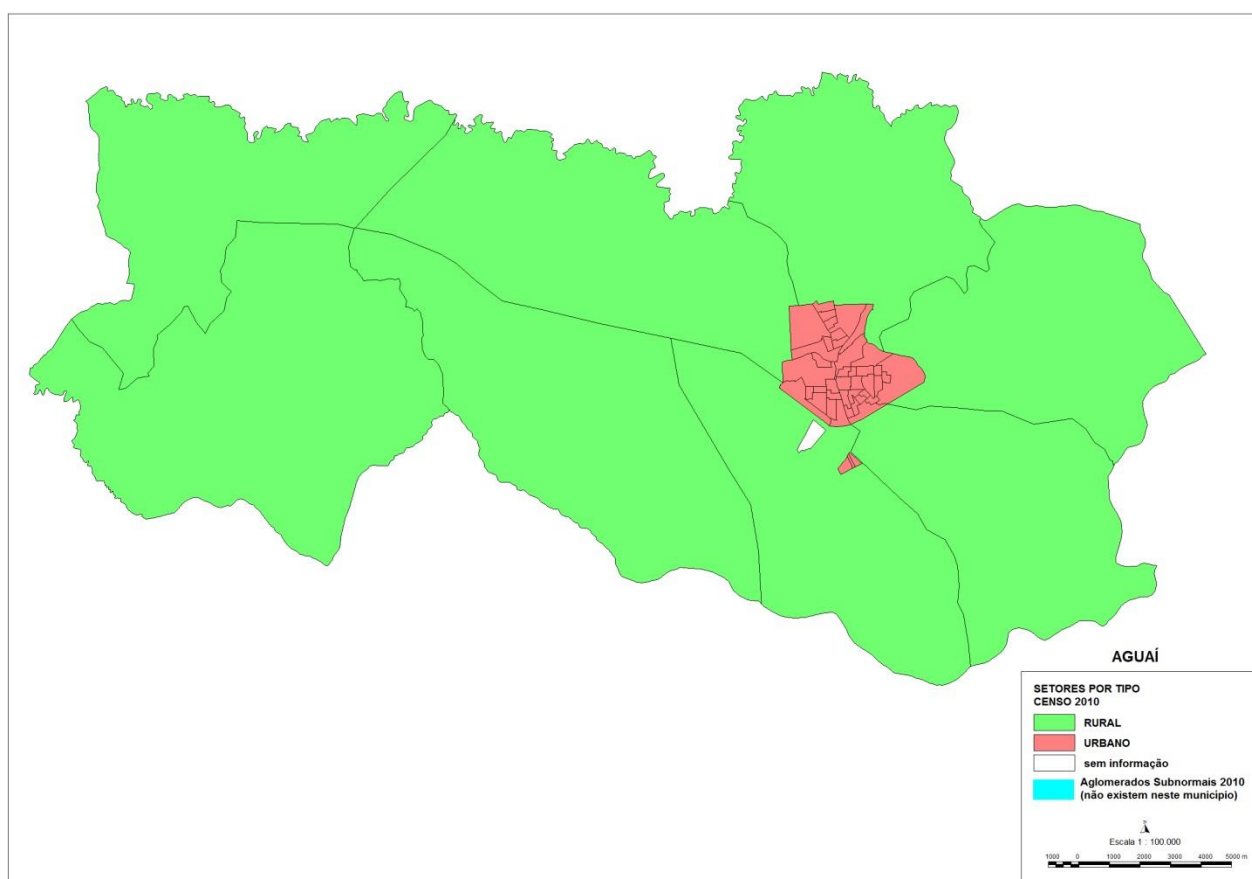 AGUAÍ
SETORES POR TIPO
CENSO 2010
RURAL
URBANO
sem informação
Aglomerados Subnormais 2010
(não existem neste municipio)
Escala 1 : 100.000
1000 0 1000 2000 3000 4000 5000 m